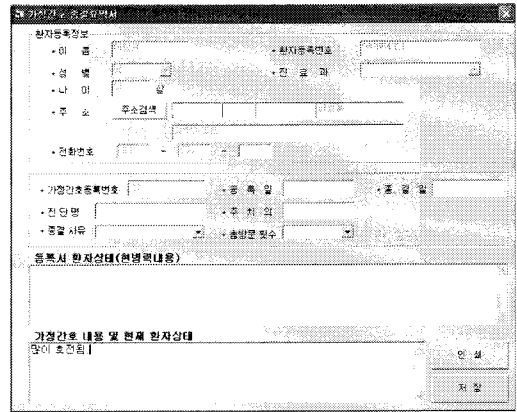 가정간호 종결요약서
환자등록정보
• 이 름 • 환자등록번호
• 성 별 • 진 료 과
• 나 이 살
• 주 소 주소검색
• 전화번호 - -
• 가정간호등록번호 • 등 록 일 • 종 결 일
• 진단명 • 주 치 의
• 종결 사유 • 총방문 횟수
등록시 환자상태(현병력내용)
가정간호 내용 및 현재 환자상태
많이 호전됨
인 쇄
저 장